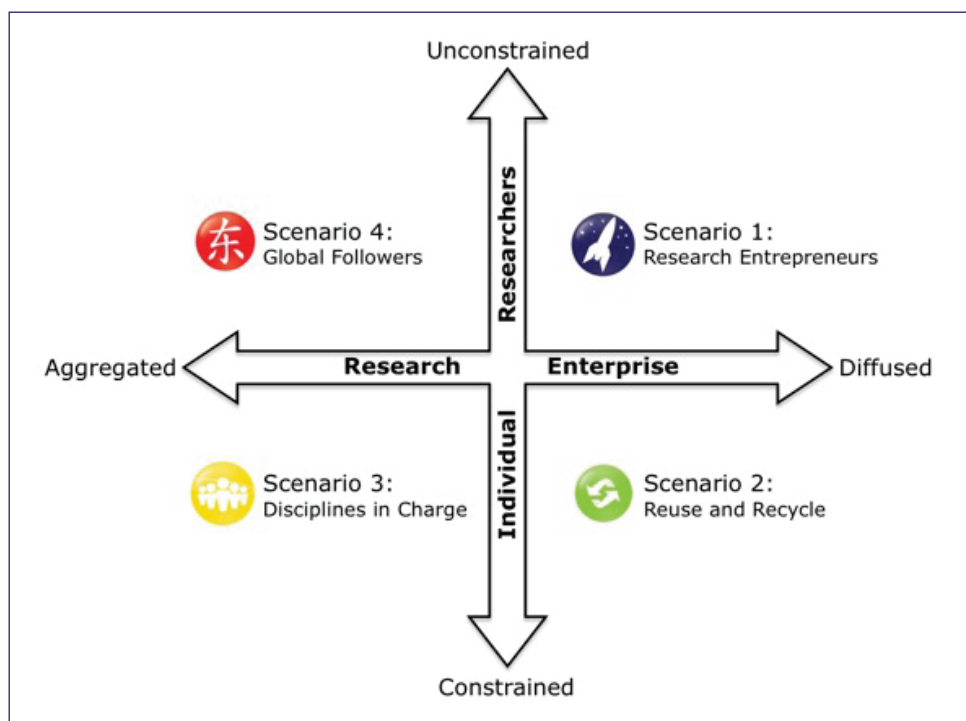 Unconstrained
东
Scenario 4:
Global Followers
Scenario 1:
Research Entrepreneurs
Individual Researchers
Aggregated
Research Enterprise
Diffused
Scenario 3:
Disciplines in Charge
Scenario 2:
Reuse and Recycle
Constrained